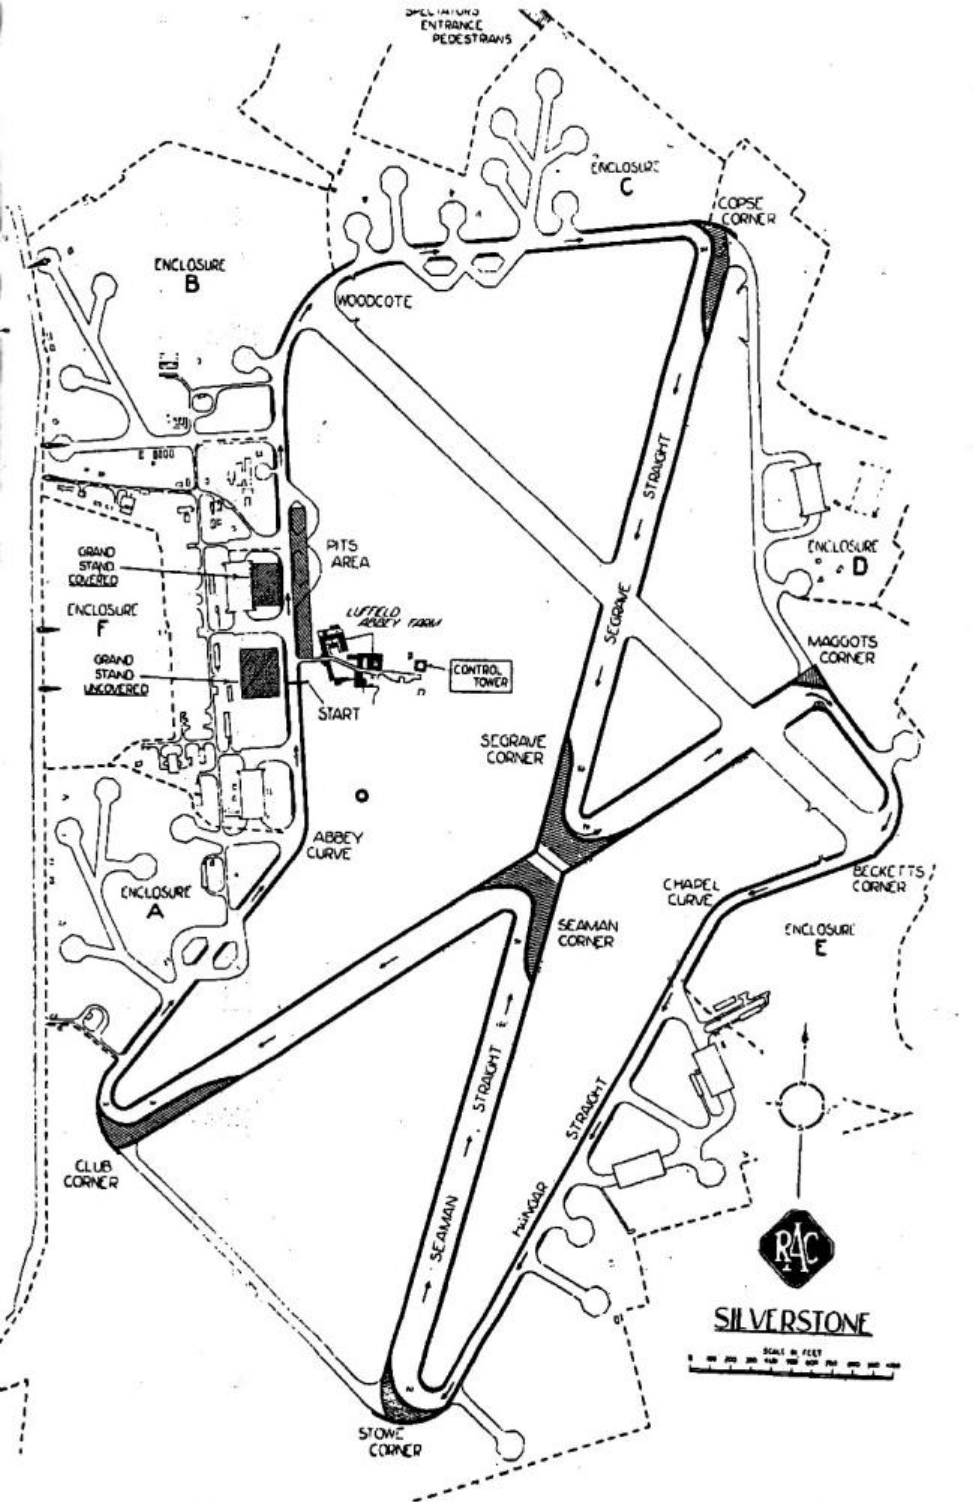 SPECTATORS
ENTRANCE
PEDESTRIANS
ENCLOSURE
C
COPSE
CORNER
ENCLOSURE
B
WOODCOTE
STRAIGHT
SEGRAVE
PITS
AREA
GRAND
STAND
COVERED
ENCLOSURE
D
ENCLOSURE
F
LUFFIELD
ABBEY FARM
MAGGOTS
CORNER
GRAND
STAND
UNCOVERED
CONTROL
TOWER
START
SEGRAVE
CORNER
ABBEY
CURVE
ENCLOSURE
A
CHAPEL
CURVE
BECKETTS
CORNER
SEAMAN
CORNER
ENCLOSURE
E
STRAIGHT
SEAMAN
STRAIGHT
HANGAR
CLUB
CORNER
N
S
RAC
SILVERSTONE
SCALE IN FEET
STOWE
CORNER